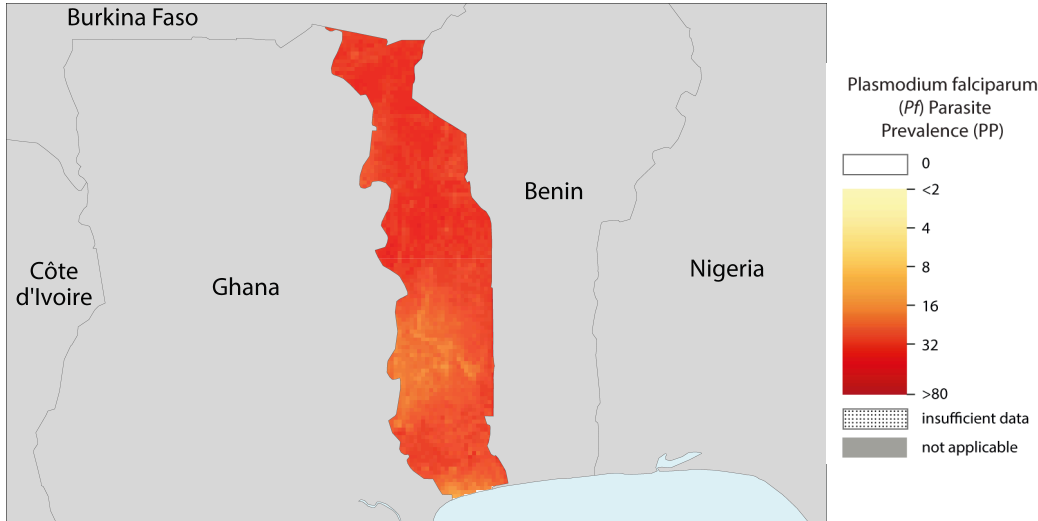 Burkina Faso
Benin
Côte
d'Ivoire
Ghana
Nigeria
Plasmodium falciparum
(Pf) Parasite
Prevalence (PP)
0
<2
4
8
16
32
>80
insufficient data
not applicable